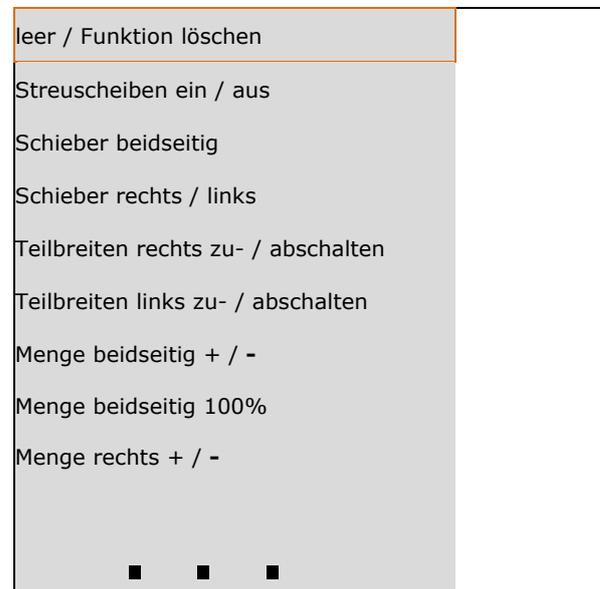 leer / Funktion löschen
Streuscheiben ein / aus
Schieber beidseitig
Schieber rechts / links
Teilbreiten rechts zu- / abschalten
Teilbreiten links zu- / abschalten
Menge beidseitig + / -
Menge beidseitig 100%
Menge rechts + / -